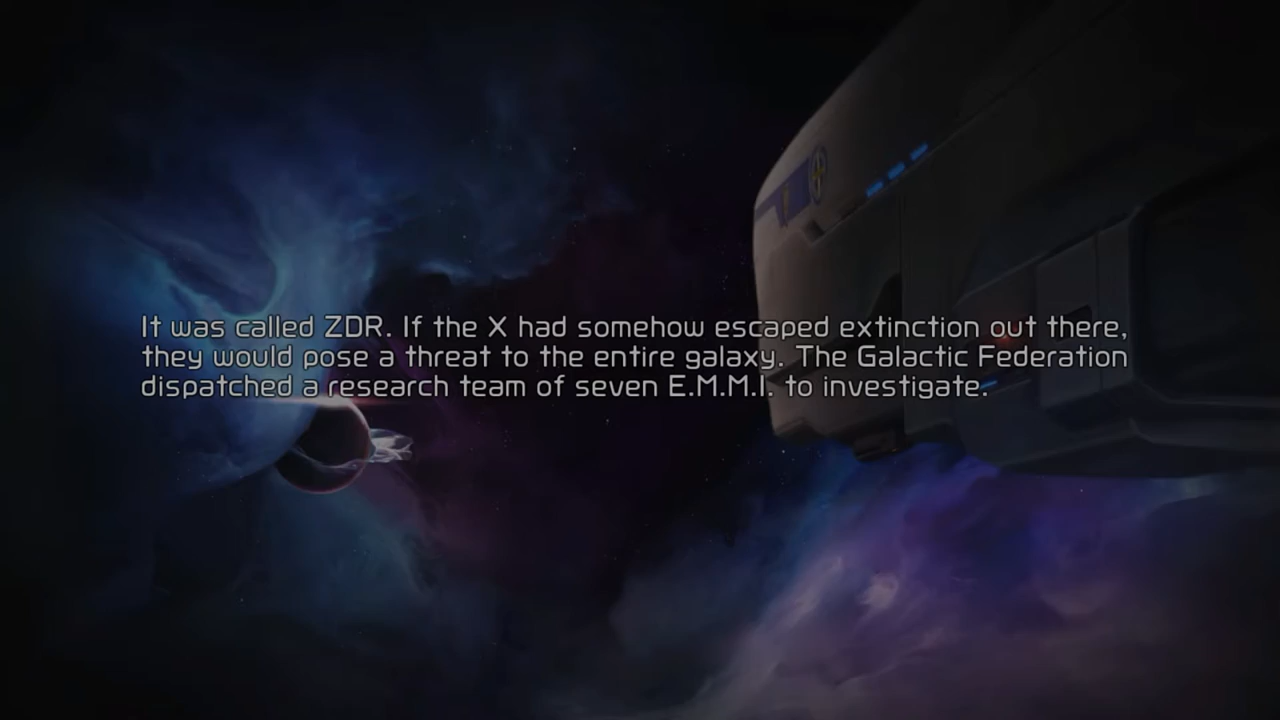 It was called ZDR. If the X had somehow escaped extinction out there,
they would pose a threat to the entire galaxy. The Galactic Federation
dispatched a research team of seven E.M.M.I. to investigate.